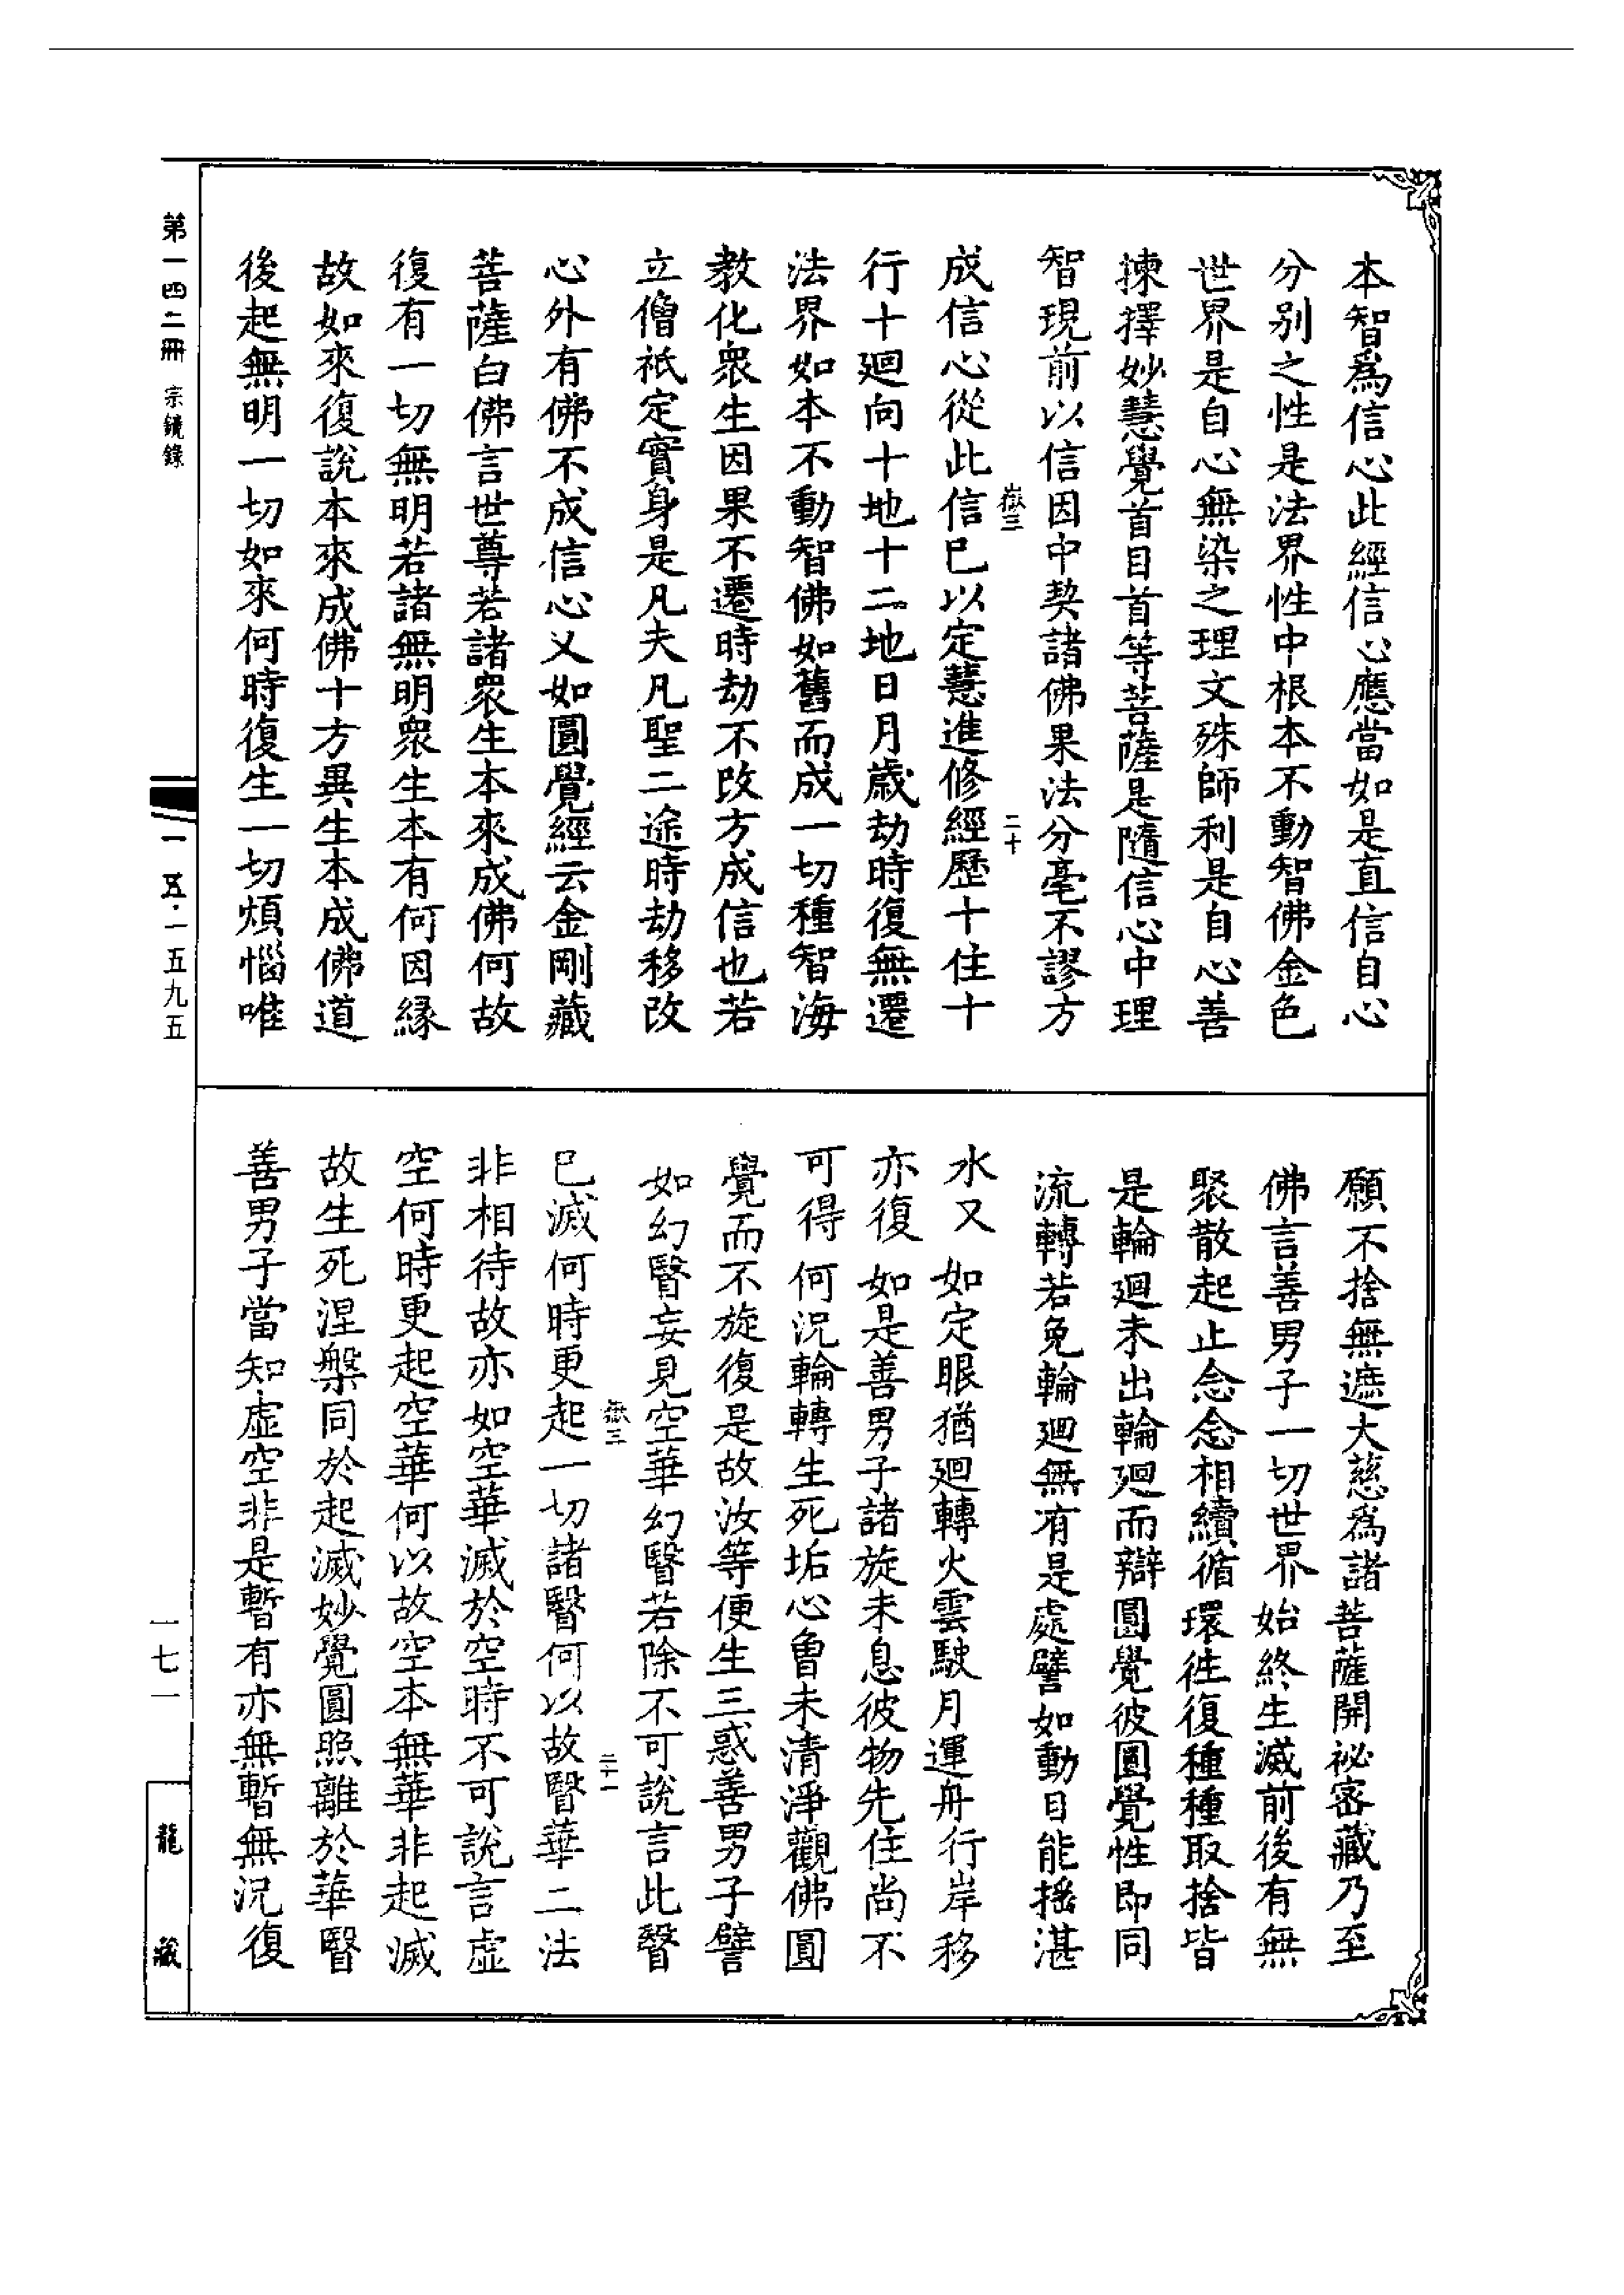 本智爲信心此經信心應當如是直信自心
分别之性是法界性中根本不動智佛金色
世界是自心無染之理文殊師利是自心善
揀擇妙慧覺首目首等菩薩是隨信心中理
智現前以信因中契諸佛果法分毫不謬方
嶽三
二十
成信心從此信已以定慧進修經歷十住十
行十廻向十地十二地日月歲劫時復無遷
法界如本不動智佛如舊而成一切種智海
教化衆生因果不遷時劫不改方成信也若
立僧祇定實身是凡夫凡聖二途時劫移改
心外有佛不成信心又如圓覺經云金剛藏
菩薩白佛言世尊若諸衆生本來成佛何故
復有一切無明若諸無明衆生本有何因緣
故如來復說本來成佛十方異生本成佛道
後起無明一切如來何時復生一切煩惱唯
願不捨無遮大慈爲諸菩薩開祕密藏乃至
佛言善男子一切世界始終生滅前後有無
聚散起止念念相續循環徃復種種取捨皆
是輪廻未出輪廻而辯圓覺彼圓覺性即同
流轉若免輪廻無有是處譬如動目能搖湛
水又如定眼猶廻轉火雲駛月運舟行岸移
亦復如是善男子諸旋未息彼物先住尚不
可得何況輪轉生死垢心曾未清淨觀佛圓
覺而不旋復是故汝等便生三惑善男子譬
如幻瞖妄見空華幻瞖若除不可說言此瞖
嶽三
二十一
已滅何時更起一切諸瞖何以故瞖華二法
非相待故亦如空華滅於空時不可說言虛
空何時更起空華何以故空本無華非起滅
故生死涅槃同於起滅妙覺圓照離於華瞖
善男子當知虛空非是暫有亦無暫無況復
第一四二冊 宗鏡錄
一五·一五九五
一七一
龍藏